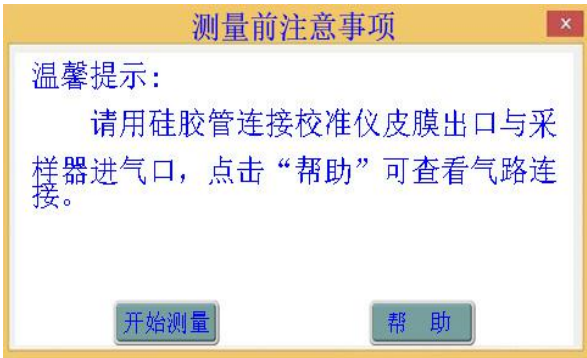 测量前注意事项
温馨提示:
请用硅胶管连接校准仪皮膜出口与采
样器进气口，点击“帮助”可查看气路连
接。
开始测量
帮 助